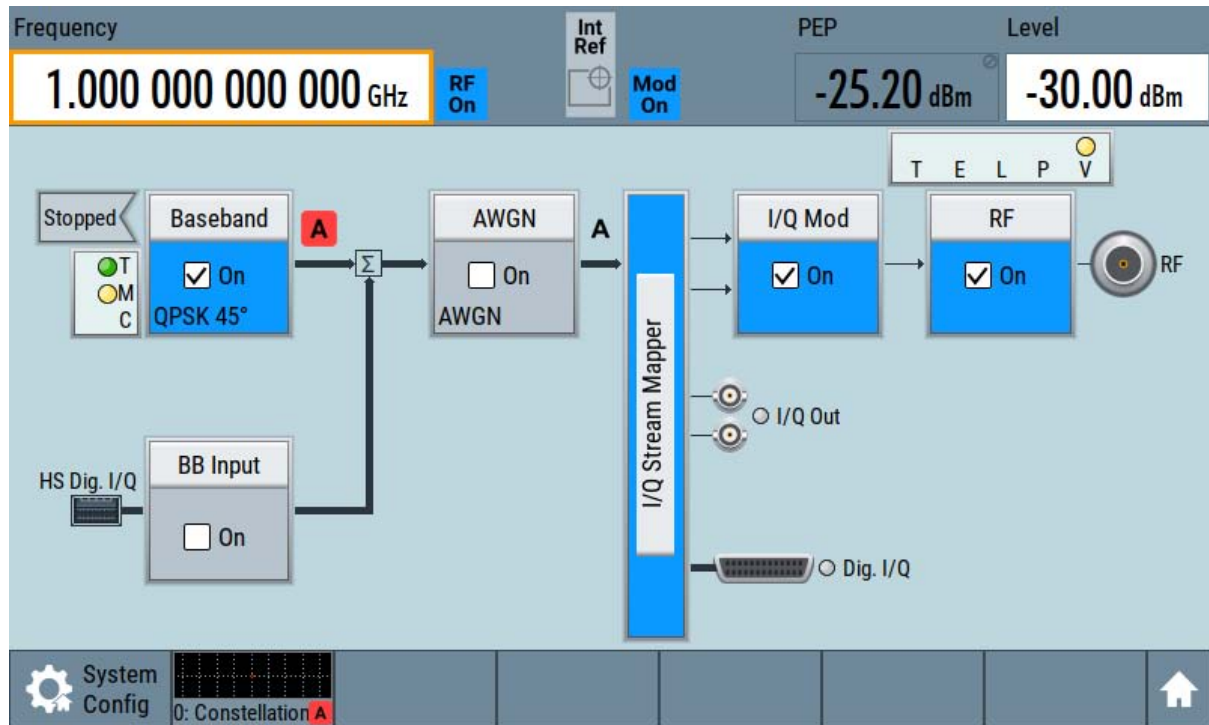 Frequency
Int
Ref
PEP
Level
1.000 000 000 000 GHz
RF
On
Mod
On
-25.20 dBm
-30.00 dBm
T E L P V
Stopped
Baseband
A
AWGN
A
I/Q Mod
RF
T
M
C
On
Σ
On
On
On
RF
QPSK 45°
AWGN
I/Q Stream Mapper
I/Q Out
HS Dig. I/Q
BB Input
On
Dig. I/Q
System
Config
0: Constellation A